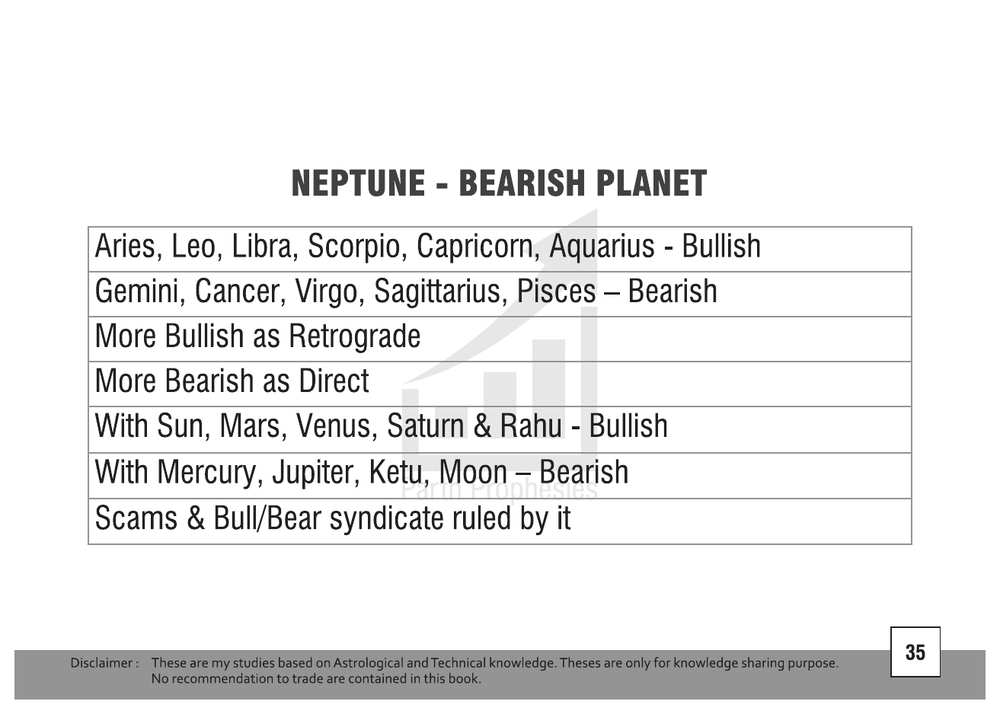 NEPTUNE - BEARISH PLANET
Aries, Leo, Libra, Scorpio, Capricorn, Aquarius - Bullish
Gemini, Cancer, Virgo, Sagittarius, Pisces – Bearish
More Bullish as Retrograde
More Bearish as Direct
With Sun, Mars, Venus, Saturn & Rahu - Bullish
With Mercury, Jupiter, Ketu, Moon – Bearish
Parth Prophesies
Scams & Bull/Bear syndicate ruled by it
Disclaimer : These are my studies based on Astrological and Technical knowledge. Theses are only for knowledge sharing purpose.
No recommendation to trade are contained in this book.
35